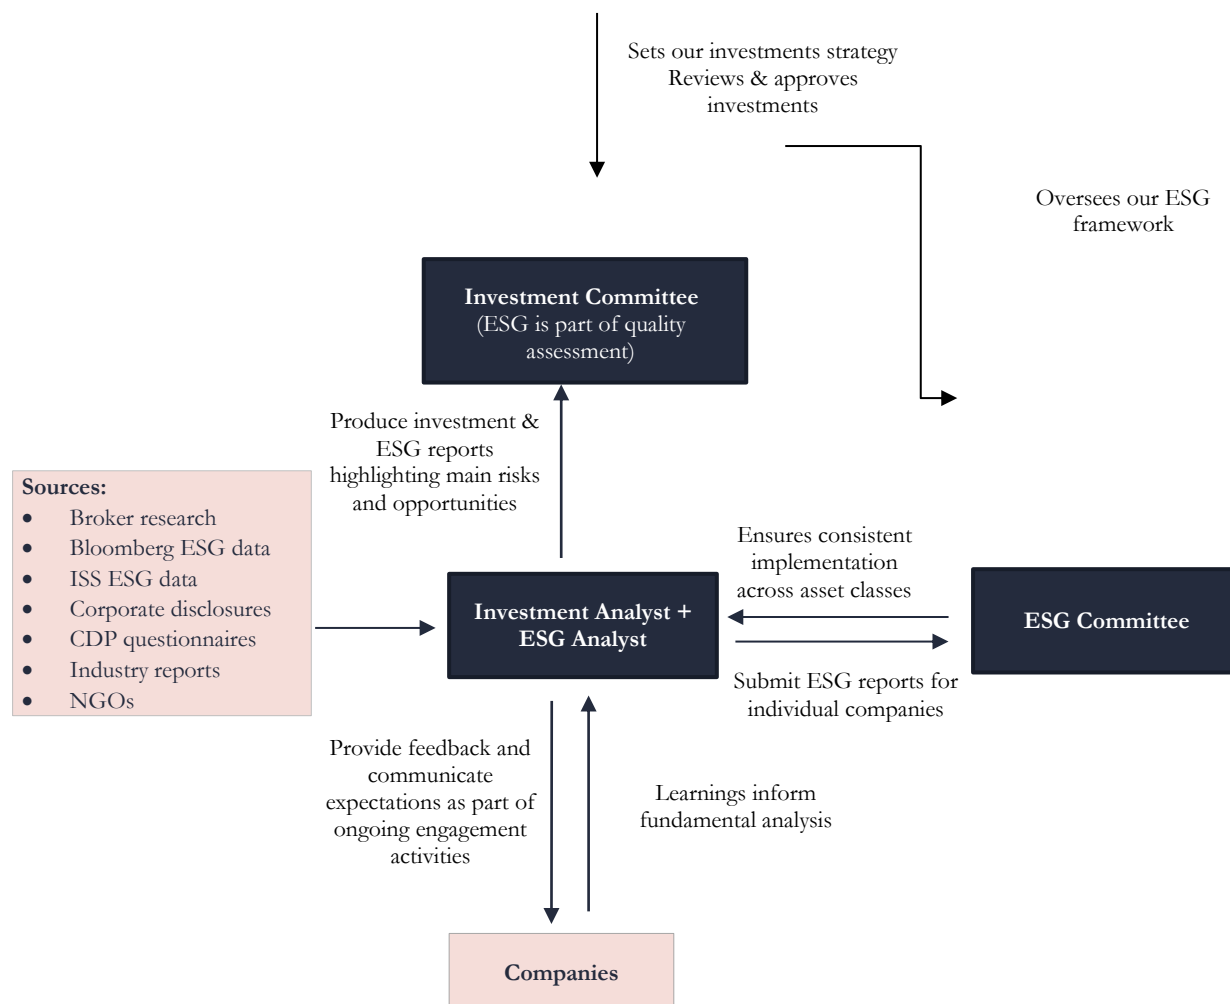 Sets our investments strategy
Reviews & approves
investments
Oversees our ESG
framework
Investment Committee
(ESG is part of quality
assessment)
Produce investment &
ESG reports
highlighting main risks
and opportunities
Sources:
• Broker research
• Bloomberg ESG data
• ISS ESG data
• Corporate disclosures
• CDP questionnaires
• Industry reports
• NGOs
Ensures consistent
implementation
across asset classes
Investment Analyst +
ESG Analyst
ESG Committee
Submit ESG reports for
individual companies
Provide feedback and
communicate
expectations as part of
ongoing engagement
activities
Learnings inform
fundamental analysis
Companies